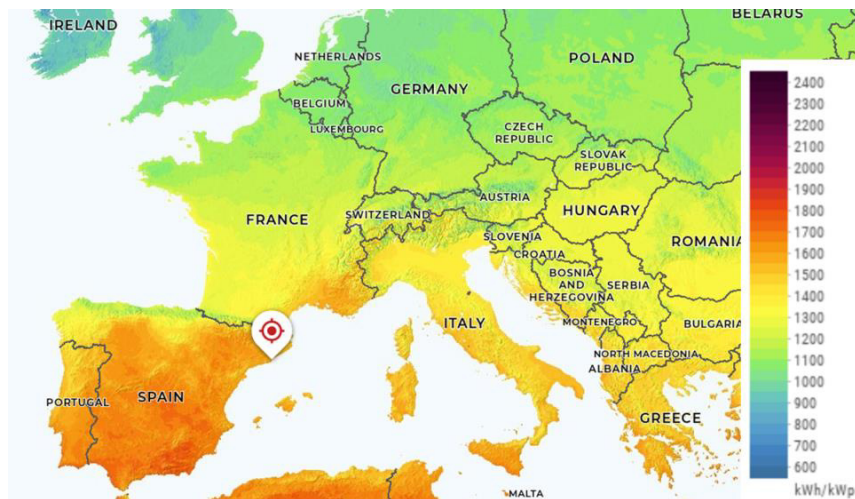 IRELAND
BELARUS
NETHERLANDS
POLAND
GERMANY
BELGIUM
LUXEMBOURG
CZECH
REPUBLIC
SLOVAK
REPUBLIC
AUSTRIA
FRANCE
SWITZERLAND
HUNGARY
SLOVENIA
ROMANIA
CROATIA
BOSNIA
AND
HERZEGOVINA
SERBIA
ITALY
MONTENEGRO
BULGARIA
NORTH MACEDONIA
ALBANIA
PORTUGAL
SPAIN
GREECE
MALTA
2400
2300
2200
2100
2000
1900
1800
1700
1600
1500
1400
1300
1200
1100
1000
900
800
700
600
kWh/kWp